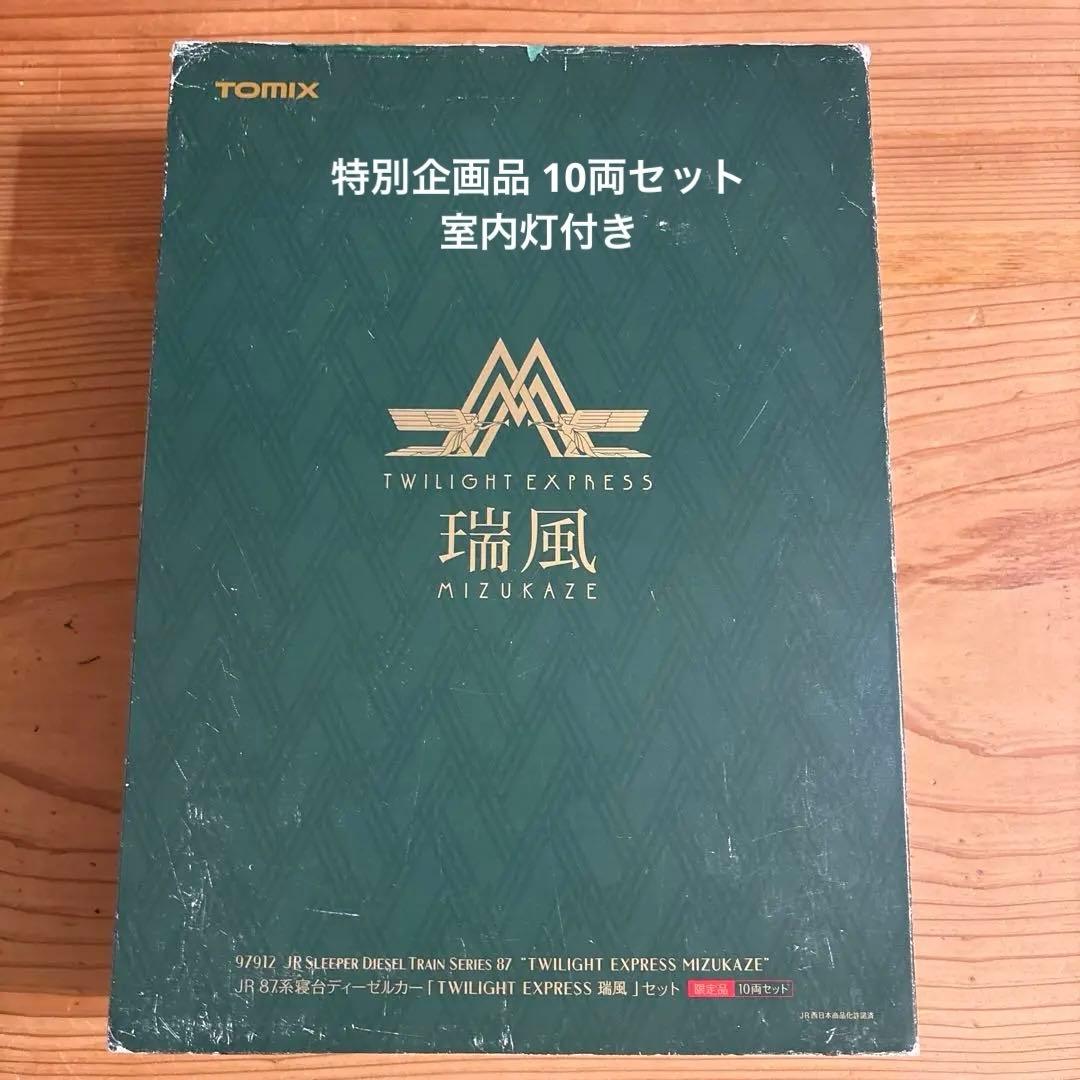 TOMIX
特別企画品 10両セット
室内灯付き
TWILIGHT EXPRESS
瑞風
MIZUKAZE
97912 JR SLEEPER DIESEL TRAIN SERIES 87 "TWILIGHT EXPRESS MIZUKAZE"
JR 87系寝台ディーゼルカー「TWILIGHT EXPRESS 瑞風」セット 限定品 10両セット
JR西日本商品化許諾済